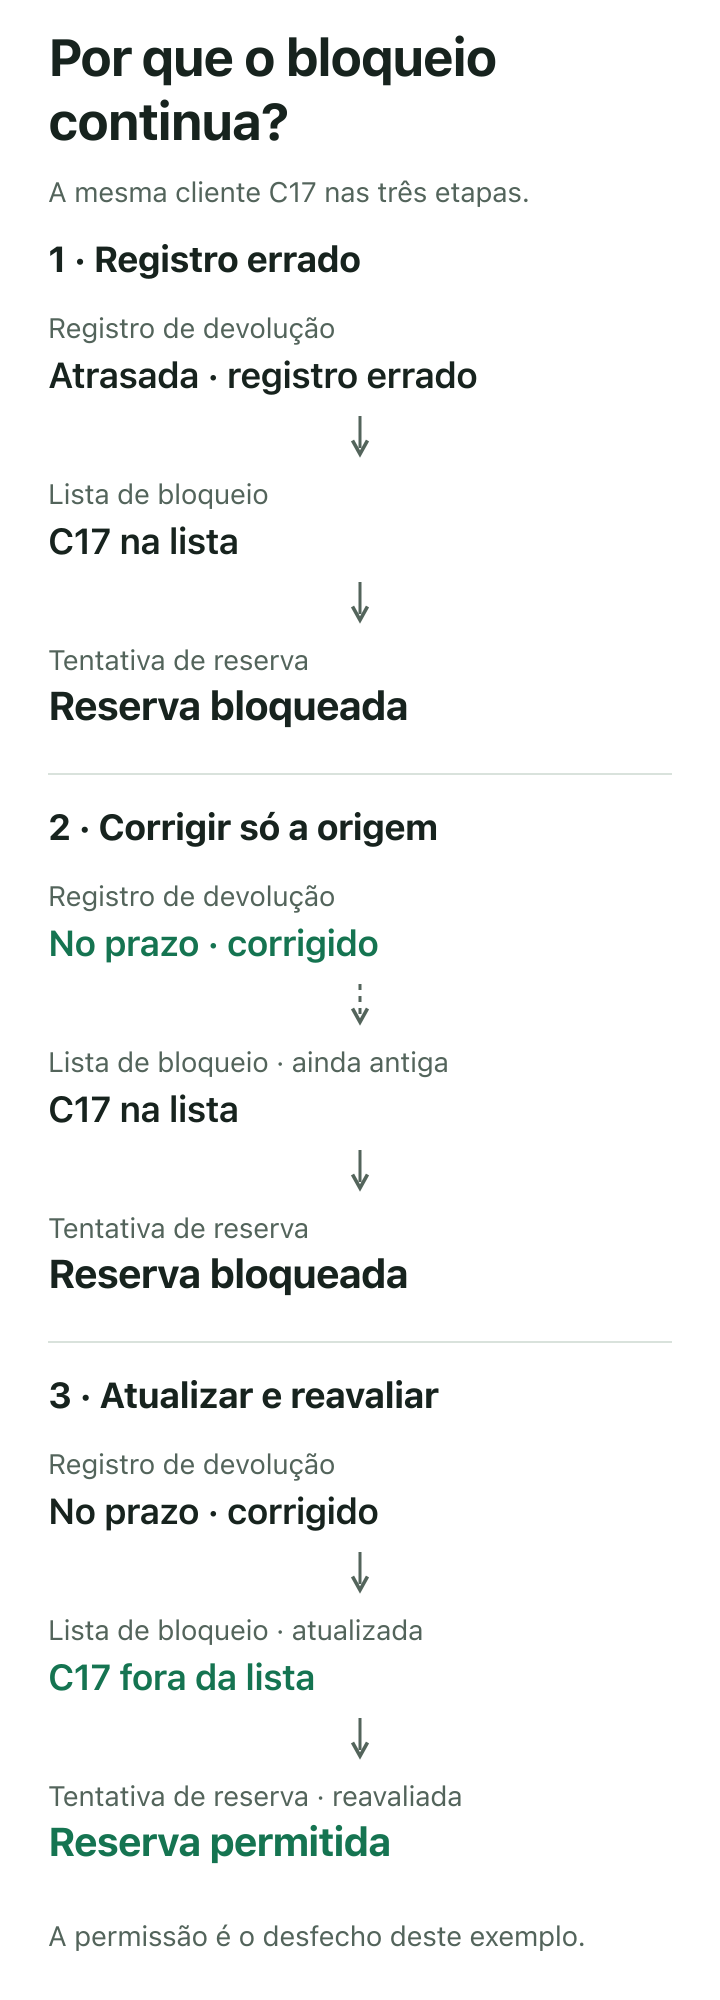 Por que o bloqueio
continua?
A mesma cliente C17 nas três etapas.
1 · Registro errado
Registro de devolução
Atrasada · registro errado
Lista de bloqueio
C17 na lista
Tentativa de reserva
Reserva bloqueada
2 · Corrigir só a origem
Registro de devolução
No prazo · corrigido
Lista de bloqueio · ainda antiga
C17 na lista
Tentativa de reserva
Reserva bloqueada
3 · Atualizar e reavaliar
Registro de devolução
No prazo · corrigido
Lista de bloqueio · atualizada
C17 fora da lista
Tentativa de reserva · reavaliada
Reserva permitida
A permissão é o desfecho deste exemplo.